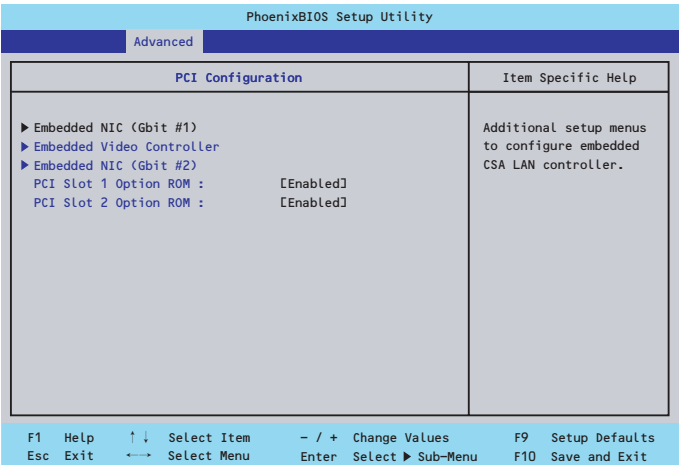 PhoenixBIOS Setup Utility
Advanced
PCI Configuration
Item Specific Help
▶ Embedded NIC (Gbit #1)
▶ Embedded Video Controller
▶ Embedded NIC (Gbit #2)
PCI Slot 1 Option ROM : [Enabled]
PCI Slot 2 Option ROM : [Enabled]
Additional setup menus
to configure embedded
CSA LAN controller.
F1 Help ↑↓ Select Item - / + Change Values F9 Setup Defaults
Esc Exit ←→ Select Menu Enter Select ▶ Sub-Menu F10 Save and Exit